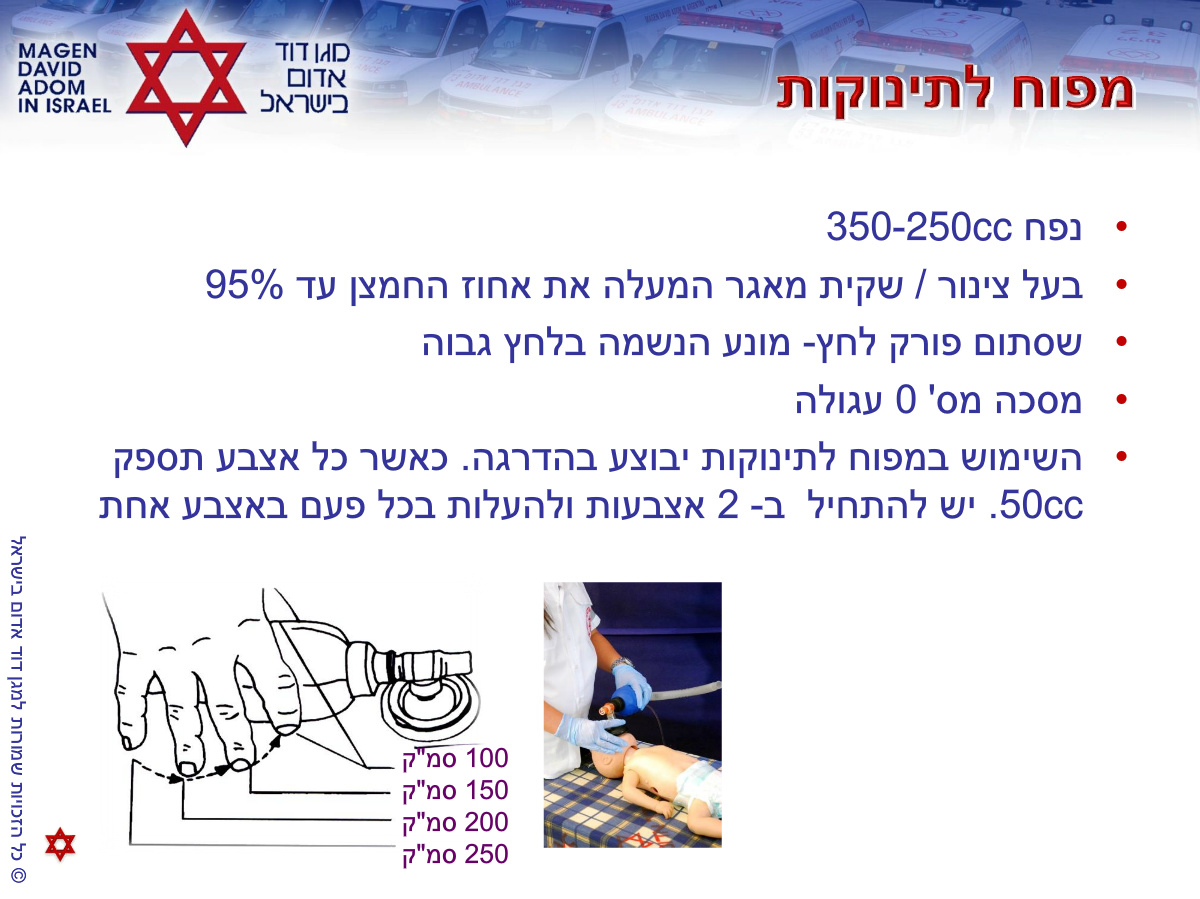 MAGEN
DAVID
ADOM
IN ISRAEL
מגן דוד
אדום
בישראל
מפוח לתינוקות
• נפח 350-250cc
• בעל צינור / שקית מאגר המעלה את אחוז החמצן עד 95%
• שסתום פורק לחץ- מונע הנשמה בלחץ גבוה
• מסכה מס' 0 עגולה
• השימוש במפוח לתינוקות יבוצע בהדרגה. כאשר כל אצבע תספק
50cc. יש להתחיל  ב- 2 אצבעות ולהעלות בכל פעם באצבע אחת
100 סמ"ק
150 סמ"ק
200 סמ"ק
250 סמ"ק
© כל הזכויות שמורות למגן דוד אדום בישראל